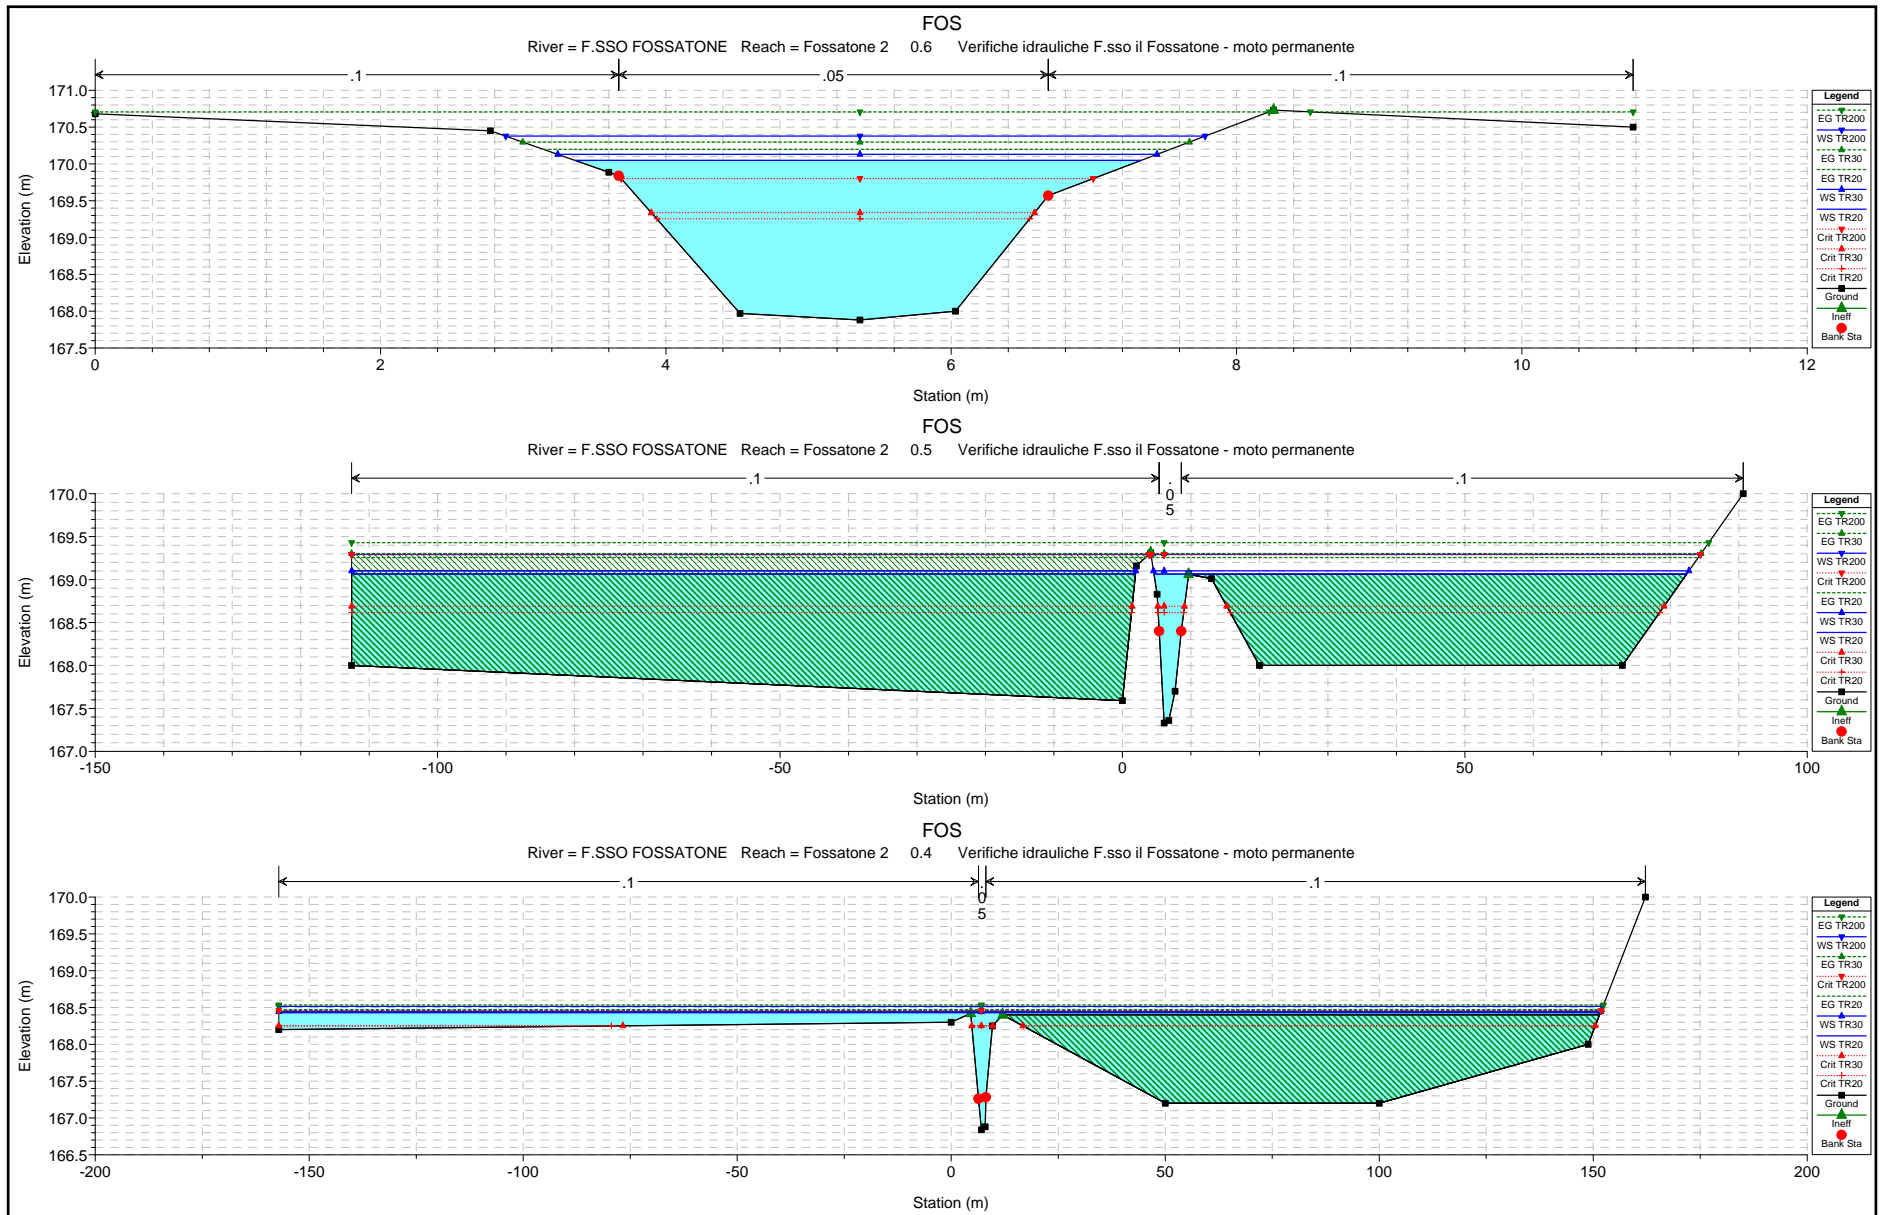 FOS
River = F.SSO FOSSATONE Reach = Fossatone 2 0.6 Verifiche idrauliche F.sso il Fossatone - moto permanente
.1 .05 .1
171.0
170.5
170.0
169.5
169.0
168.5
168.0
167.5
Elevation (m)
0 2 4 6 8 10 12
Station (m)
Legend
EG TR200
WS TR200
EG TR30
EG TR20
WS TR30
WS TR20
Crit TR200
Crit TR30
Crit TR20
Ground
Ineff
Bank Sta
FOS
River = F.SSO FOSSATONE Reach = Fossatone 2 0.5 Verifiche idrauliche F.sso il Fossatone - moto permanente
.1 .05 .1
170.0
169.5
169.0
168.5
168.0
167.5
167.0
Elevation (m)
-150 -100 -50 0 50 100
Station (m)
Legend
EG TR200
EG TR30
WS TR200
Crit TR200
EG TR20
WS TR30
WS TR20
Crit TR30
Crit TR20
Ground
Ineff
Bank Sta
FOS
River = F.SSO FOSSATONE Reach = Fossatone 2 0.4 Verifiche idrauliche F.sso il Fossatone - moto permanente
.1 .05 .1
170.0
169.5
169.0
168.5
168.0
167.5
167.0
166.5
Elevation (m)
-200 -150 -100 -50 0 50 100 150 200
Station (m)
Legend
EG TR200
WS TR200
EG TR30
Crit TR200
EG TR20
WS TR30
WS TR20
Crit TR30
Crit TR20
Ground
Ineff
Bank Sta